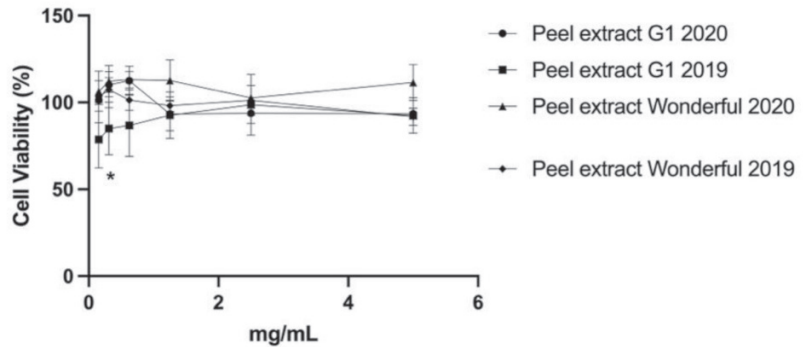 150
100
50
0
Cell Viability (%)
*
0 2 4 6
mg/mL
Peel extract G1 2020
Peel extract G1 2019
Peel extract Wonderful 2020
Peel extract Wonderful 2019